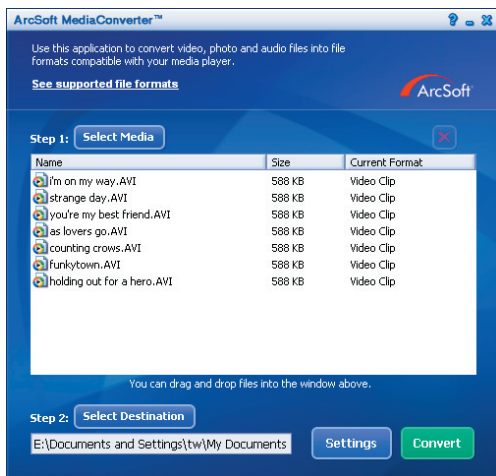 ArcSoft MediaConverter™
Use this application to convert video, photo and audio files into file
formats compatible with your media player.
See supported file formats
ArcSoft
Step 1: Select Media
Name Size Current Format
i'm on my way.AVI 588 KB Video Clip
strange day.AVI 588 KB Video Clip
you're my best friend.AVI 588 KB Video Clip
as lovers go.AVI 588 KB Video Clip
counting crows.AVI 588 KB Video Clip
funkytown.AVI 588 KB Video Clip
holding out for a hero.AVI 588 KB Video Clip
You can drag and drop files into the window above.
Step 2: Select Destination
E:\Documents and Settings\tw\My Documents Settings Convert